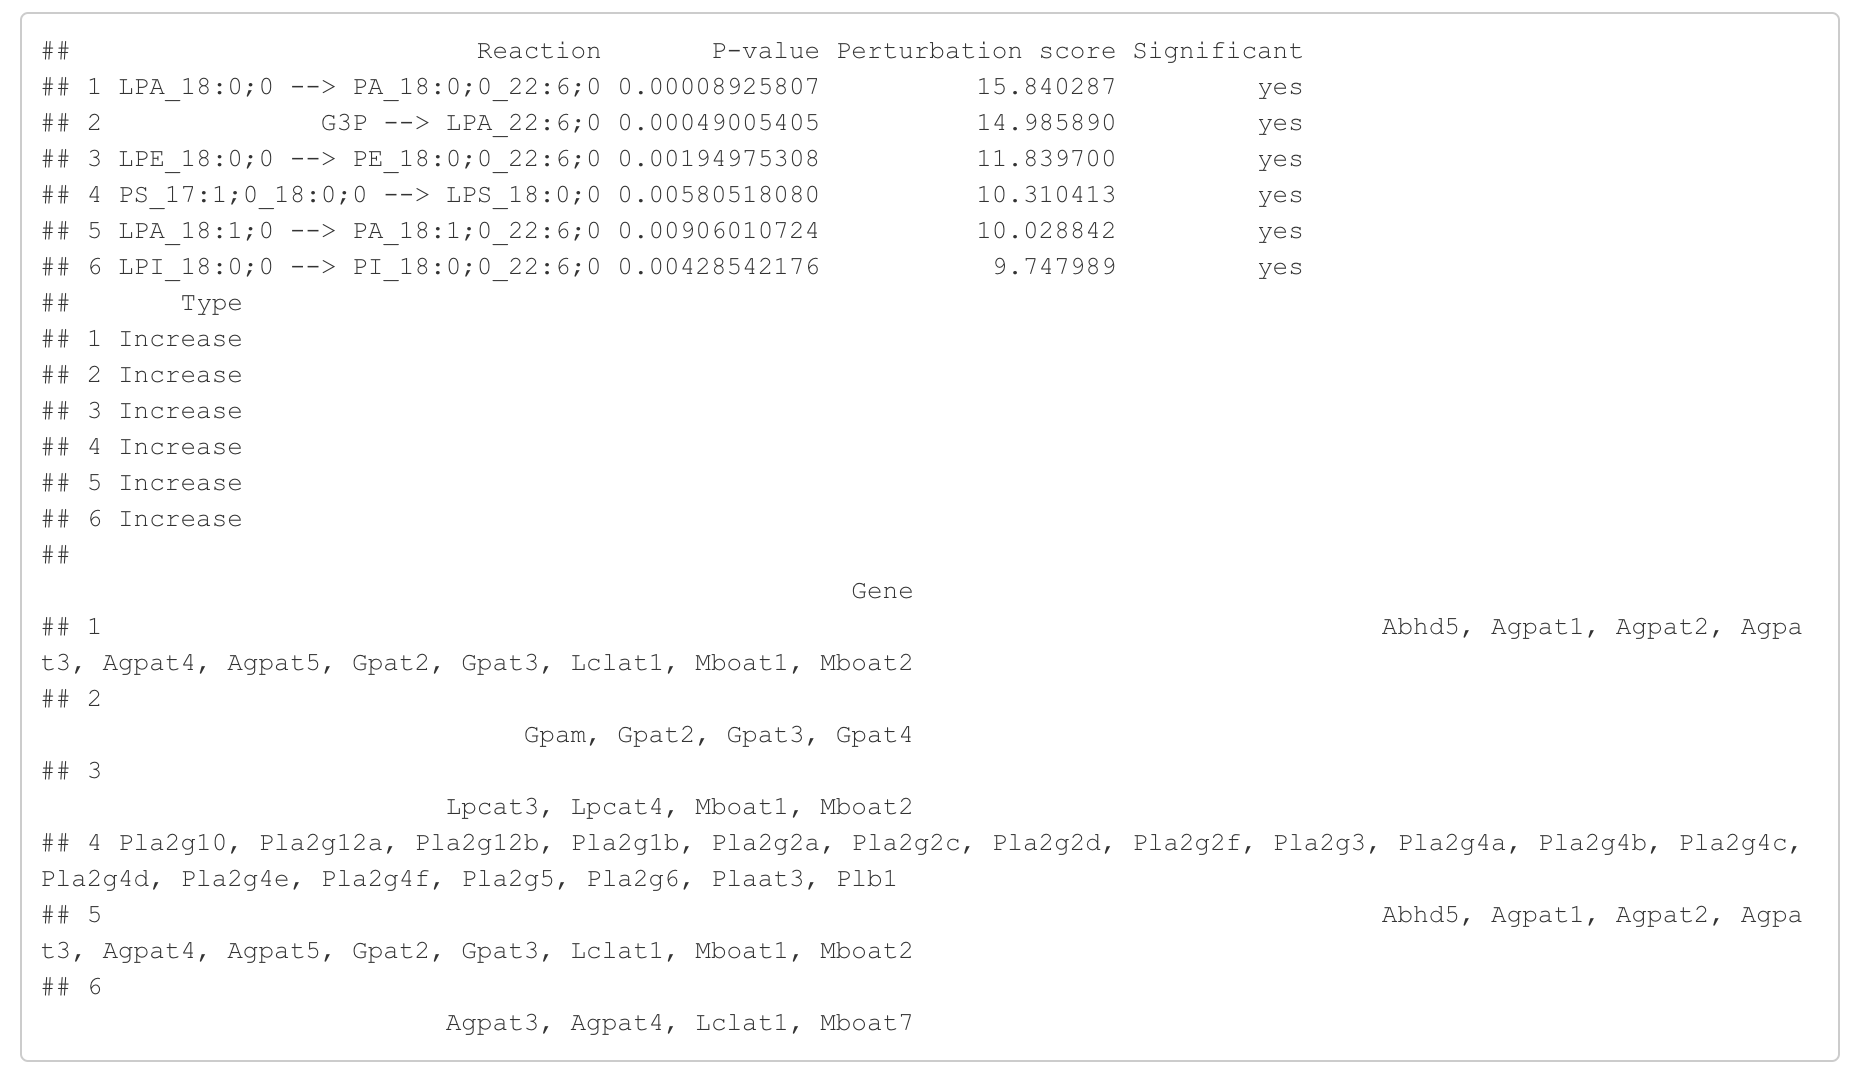 ##                          Reaction       P-value Perturbation score Significant
## 1 LPA_18:0;0 --> PA_18:0;0_22:6;0 0.00008925807          15.840287         yes
## 2              G3P --> LPA_22:6;0 0.00049005405          14.985890         yes
## 3 LPE_18:0;0 --> PE_18:0;0_22:6;0 0.00194975308          11.839700         yes
## 4 PS_17:1;0_18:0;0 --> LPS_18:0;0 0.00580518080          10.310413         yes
## 5 LPA_18:1;0 --> PA_18:1;0_22:6;0 0.00906010724          10.028842         yes
## 6 LPI_18:0;0 --> PI_18:0;0_22:6;0 0.00428542176           9.747989         yes
##       Type
## 1 Increase
## 2 Increase
## 3 Increase
## 4 Increase
## 5 Increase
## 6 Increase
##
                                                    Gene
## 1                                                                                  Abhd5, Agpat1, Agpat2, Agpa
t3, Agpat4, Agpat5, Gpat2, Gpat3, Lclat1, Mboat1, Mboat2
## 2
                               Gpam, Gpat2, Gpat3, Gpat4
## 3
                          Lpcat3, Lpcat4, Mboat1, Mboat2
## 4 Pla2g10, Pla2g12a, Pla2g12b, Pla2g1b, Pla2g2a, Pla2g2c, Pla2g2d, Pla2g2f, Pla2g3, Pla2g4a, Pla2g4b, Pla2g4c,
Pla2g4d, Pla2g4e, Pla2g4f, Pla2g5, Pla2g6, Plaat3, Plb1
## 5                                                                                  Abhd5, Agpat1, Agpat2, Agpa
t3, Agpat4, Agpat5, Gpat2, Gpat3, Lclat1, Mboat1, Mboat2
## 6
                          Agpat3, Agpat4, Lclat1, Mboat7